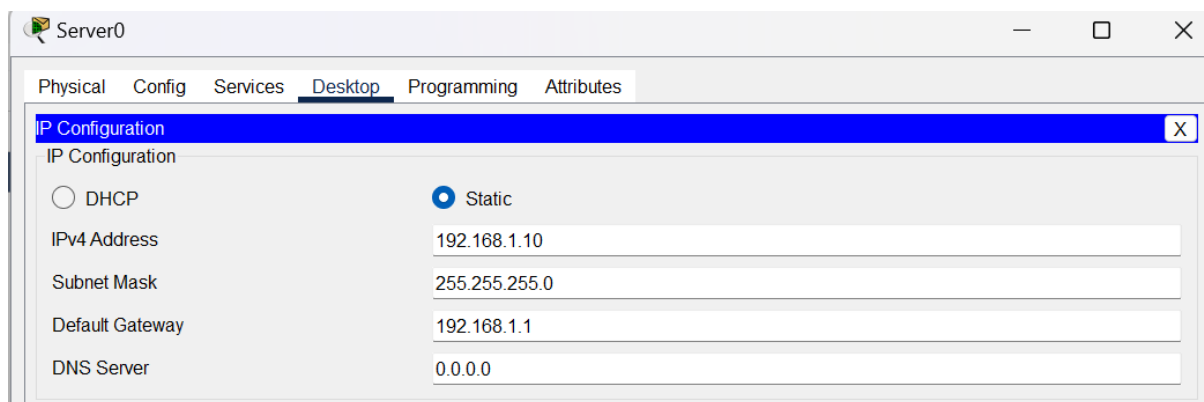 Server0
Physical Config Services Desktop Programming Attributes
IP Configuration X
IP Configuration
DHCP Static
IPv4 Address 192.168.1.10
Subnet Mask 255.255.255.0
Default Gateway 192.168.1.1
DNS Server 0.0.0.0